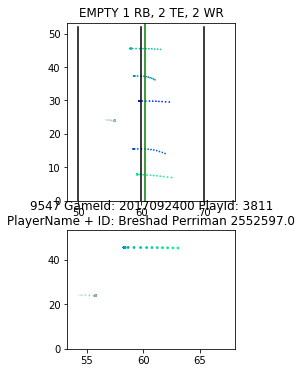 EMPTY 1 RB, 2 TE, 2 WR
50
40
30
20
10
0
50 60 70
9547 GameId: 2017092400 PlayId: 3811
PlayerName + ID: Breshad Perriman 2552597.0
40
20
0
55 60 65